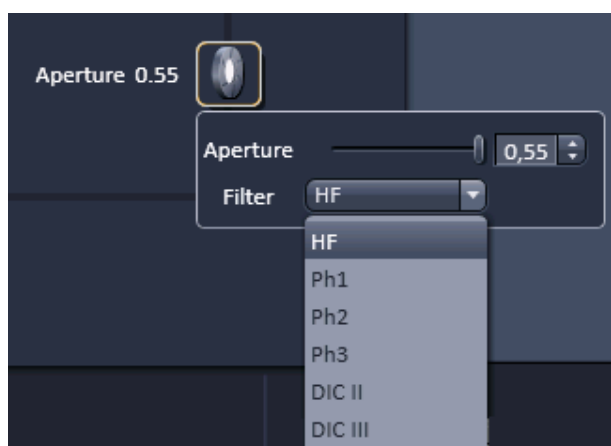 Aperture 0.55
Aperture 0,55
Filter HF
HF
Ph1
Ph2
Ph3
DIC II
DIC III